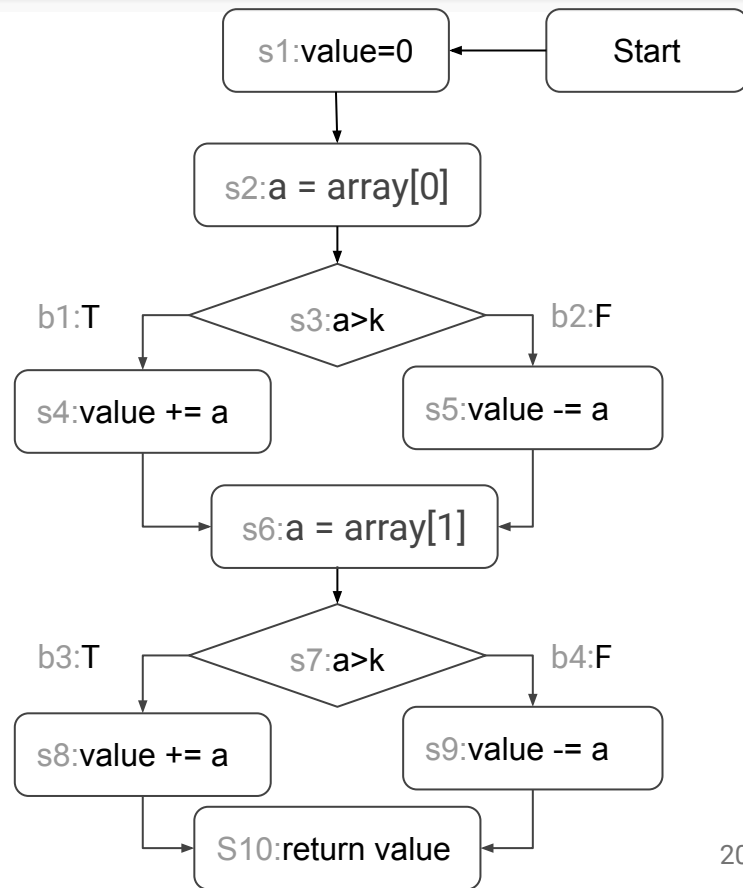 s1:value=0
Start
s2:a = array[0]
b1:T
s3:a>k
b2:F
s4:value += a
s5:value -= a
s6:a = array[1]
b3:T
s7:a>k
b4:F
s8:value += a
s9:value -= a
S10:return value
20